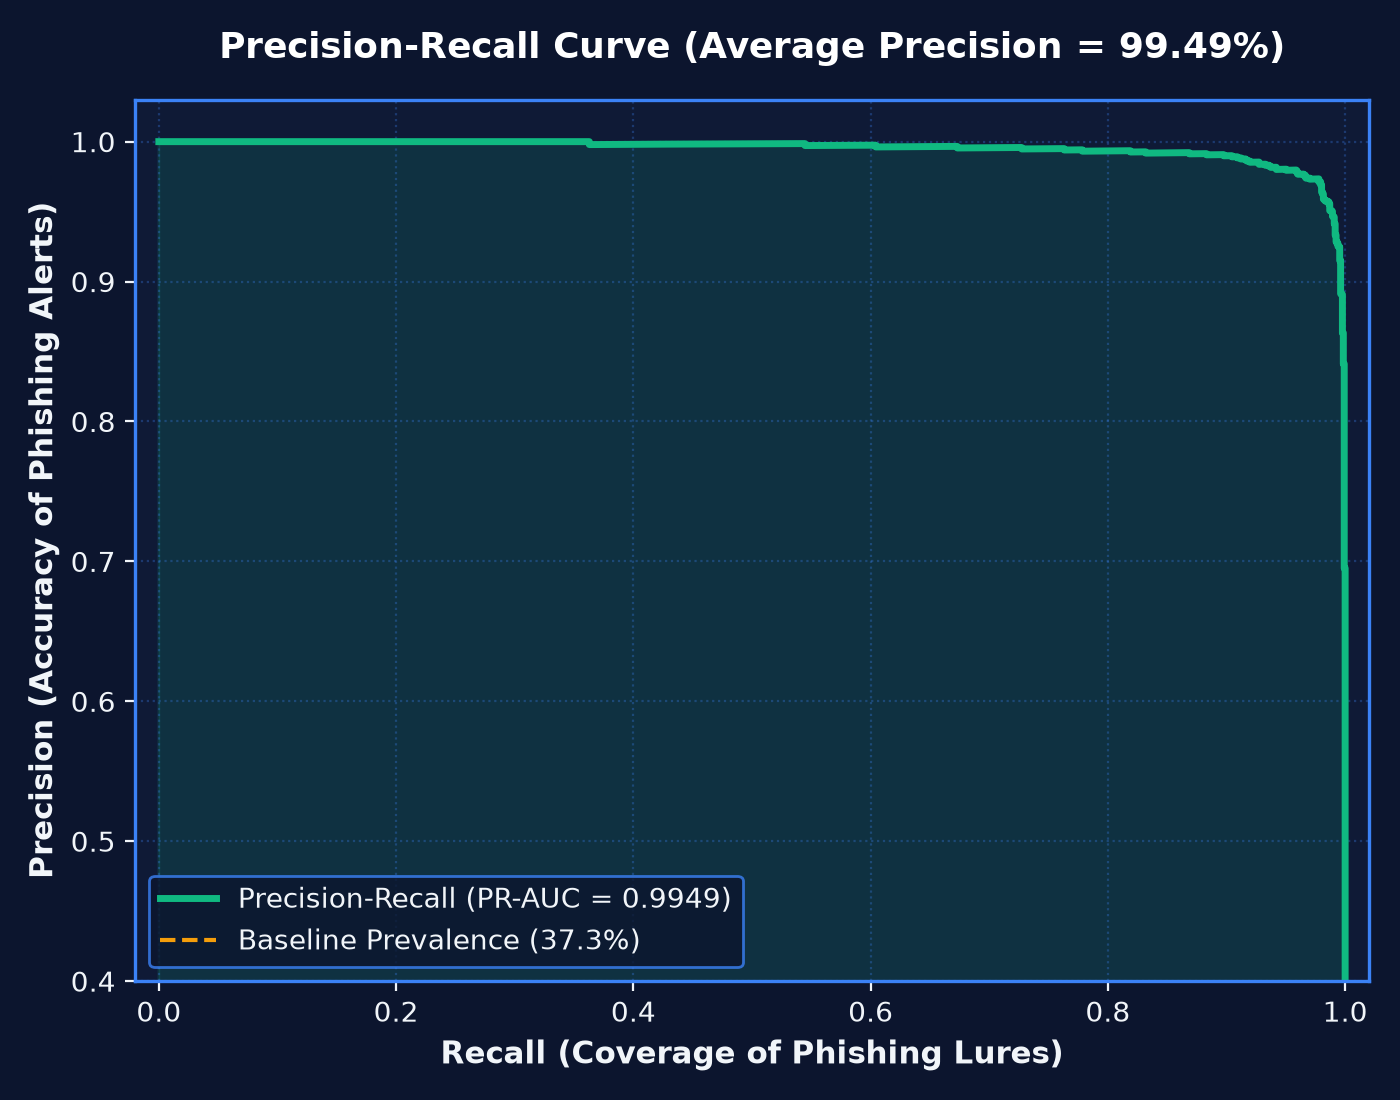 Precision-Recall Curve (Average Precision = 99.49%)
Precision (Accuracy of Phishing Alerts)
1.0
0.9
0.8
0.7
0.6
0.5
0.4
Precision-Recall (PR-AUC = 0.9949)
Baseline Prevalence (37.3%)
0.0 0.2 0.4 0.6 0.8 1.0
Recall (Coverage of Phishing Lures)